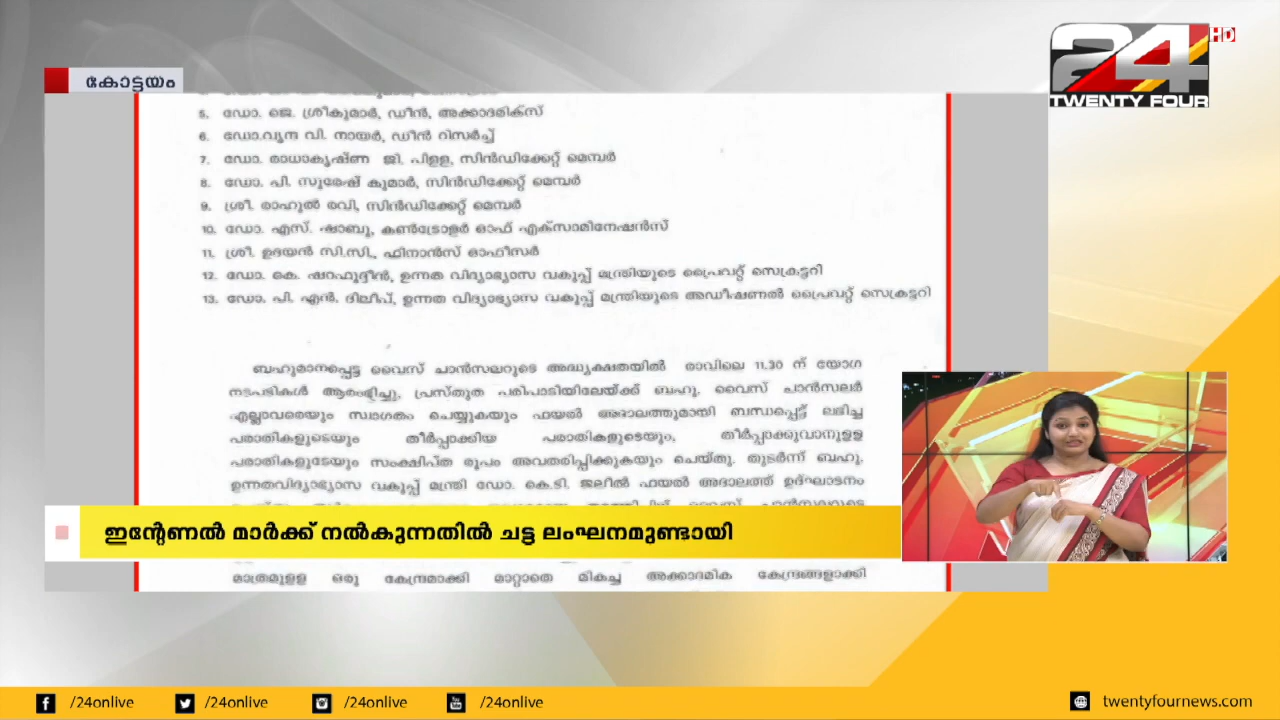 24
HD
TWENTY FOUR
കോട്ടയം
5. ഡോ. ജെ. ശ്രീകുമാർ, ഡീൻ, അക്കാദമിക്സ്
6. ഡോ.വൃന്ദ വി. നായർ, ഡീൻ റിസർച്ച്
7. ഡോ. രാധാകൃഷ്ണ ജി. പിളള, സിൻഡിക്കേറ്റ് മെമ്പർ
8. ഡോ. പി. സുരേഷ് കുമാർ, സിൻഡിക്കേറ്റ് മെമ്പർ
9. ശ്രീ. രാഹുൽ രവി, സിൻഡിക്കേറ്റ് മെമ്പർ
10. ഡോ. എസ്. ഷാബു, കൺട്രോളർ ഓഫ് എക്സാമിനേഷൻസ്
11. ശ്രീ. ഉദയൻ സി.സി., ഫിനാൻസ് ഓഫീസർ
12. ഡോ. കെ. ഷറഫുദ്ദീൻ, ഉന്നത വിദ്യാഭ്യാസ വകുപ്പ് മന്ത്രിയുടെ പ്രൈവറ്റ് സെക്രട്ടറി
13. ഡോ. പി. എൻ. ദിലീപ്, ഉന്നത വിദ്യാഭ്യാസ വകുപ്പ് മന്ത്രിയുടെ അഡീഷണൽ പ്രൈവറ്റ് സെക്രട്ടറി
ബഹുമാനപ്പെട്ട വൈസ് ചാൻസലറുടെ അദ്ധ്യക്ഷതയിൽ രാവിലെ 11.30 ന് യോഗ
നടപടികൾ ആരംഭിച്ചു. പ്രസ്തുത പരിപാടിയിലേയ്ക്ക് ബഹു. വൈസ് ചാൻസലർ
എല്ലാവരെയും സ്വാഗതം ചെയ്യുകയും ഫയൽ അദാലത്തുമായി ബന്ധപ്പെട്ട് ലഭിച്ച
പരാതികളുടെയും തീർപ്പാക്കിയ പരാതികളുടെയും, തീർപ്പാക്കുവാനുളള
പരാതികളുടേയും സംക്ഷിപ്ത രൂപം അവതരിപ്പിക്കുകയും ചെയ്തു. തുടർന്ന് ബഹു.
ഉന്നതവിദ്യാഭ്യാസ വകുപ്പ് മന്ത്രി ഡോ. കെ.ടി. ജലീൽ ഫയൽ അദാലത്ത് ഉദ്ഘാടനം
ഇന്റേണൽ മാർക്ക് നൽകുന്നതിൽ ചട്ട ലംഘനമുണ്ടായി
മാത്രമുളള ഒരു കേന്ദ്രമാക്കി മാറ്റാതെ മികച്ച അക്കാദമിക കേന്ദ്രങ്ങളാക്കി
/24onlive
/24onlive
/24onlive
/24onlive
twentyfournews.com